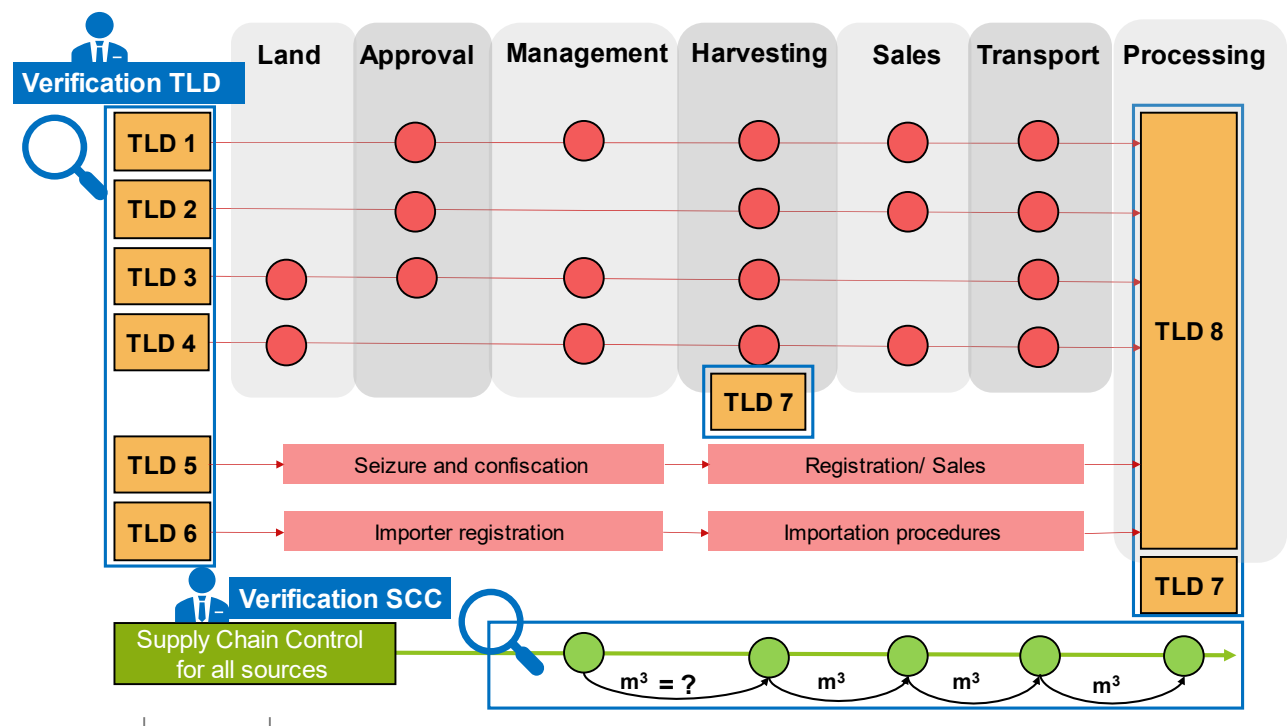 Land
Approval
Management
Harvesting
Sales
Transport
Processing
Verification TLD
TLD 1
TLD 2
TLD 3
TLD 4
TLD 8
TLD 7
TLD 5
Seizure and confiscation
Registration/ Sales
TLD 6
Importer registration
Importation procedures
TLD 7
Verification SCC
Supply Chain Control
for all sources
m³ = ?
m³
m³
m³